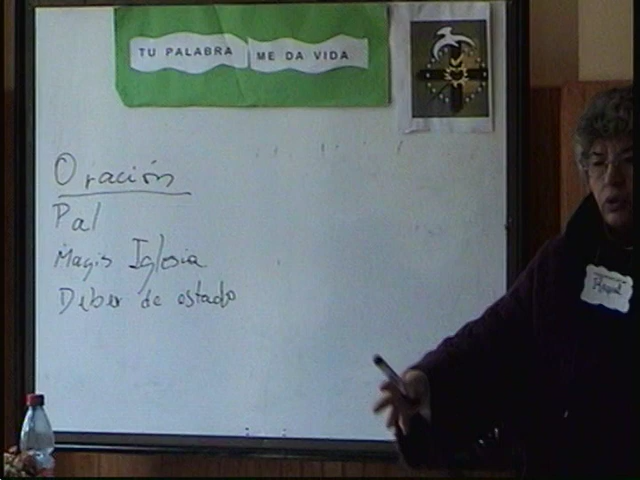 TU PALABRA ME DA VIDA
Oración
Pal
Magis Iglesia
Deber de estado